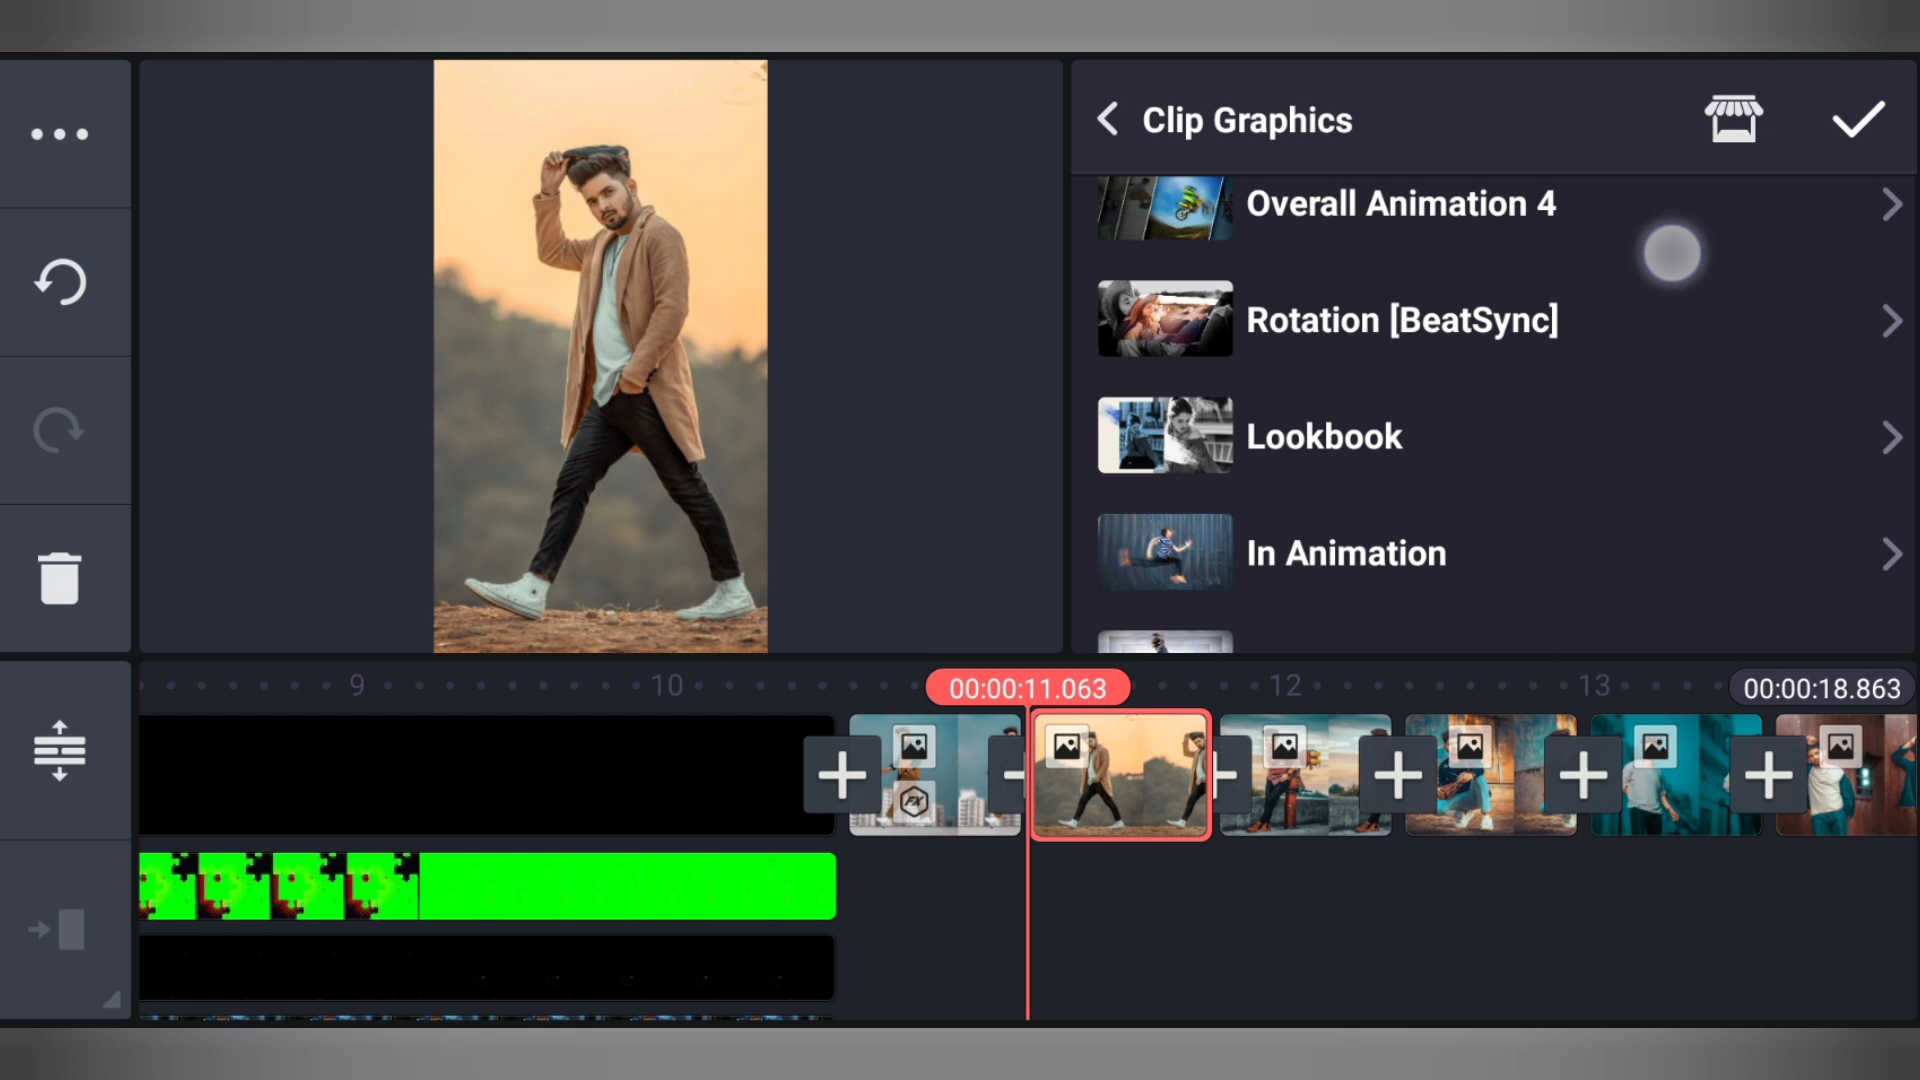 Clip Graphics
Overall Animation 4
Rotation [BeatSync]
Lookbook
In Animation
9
10
00:00:11.063
12
13
00:00:18.863
FX